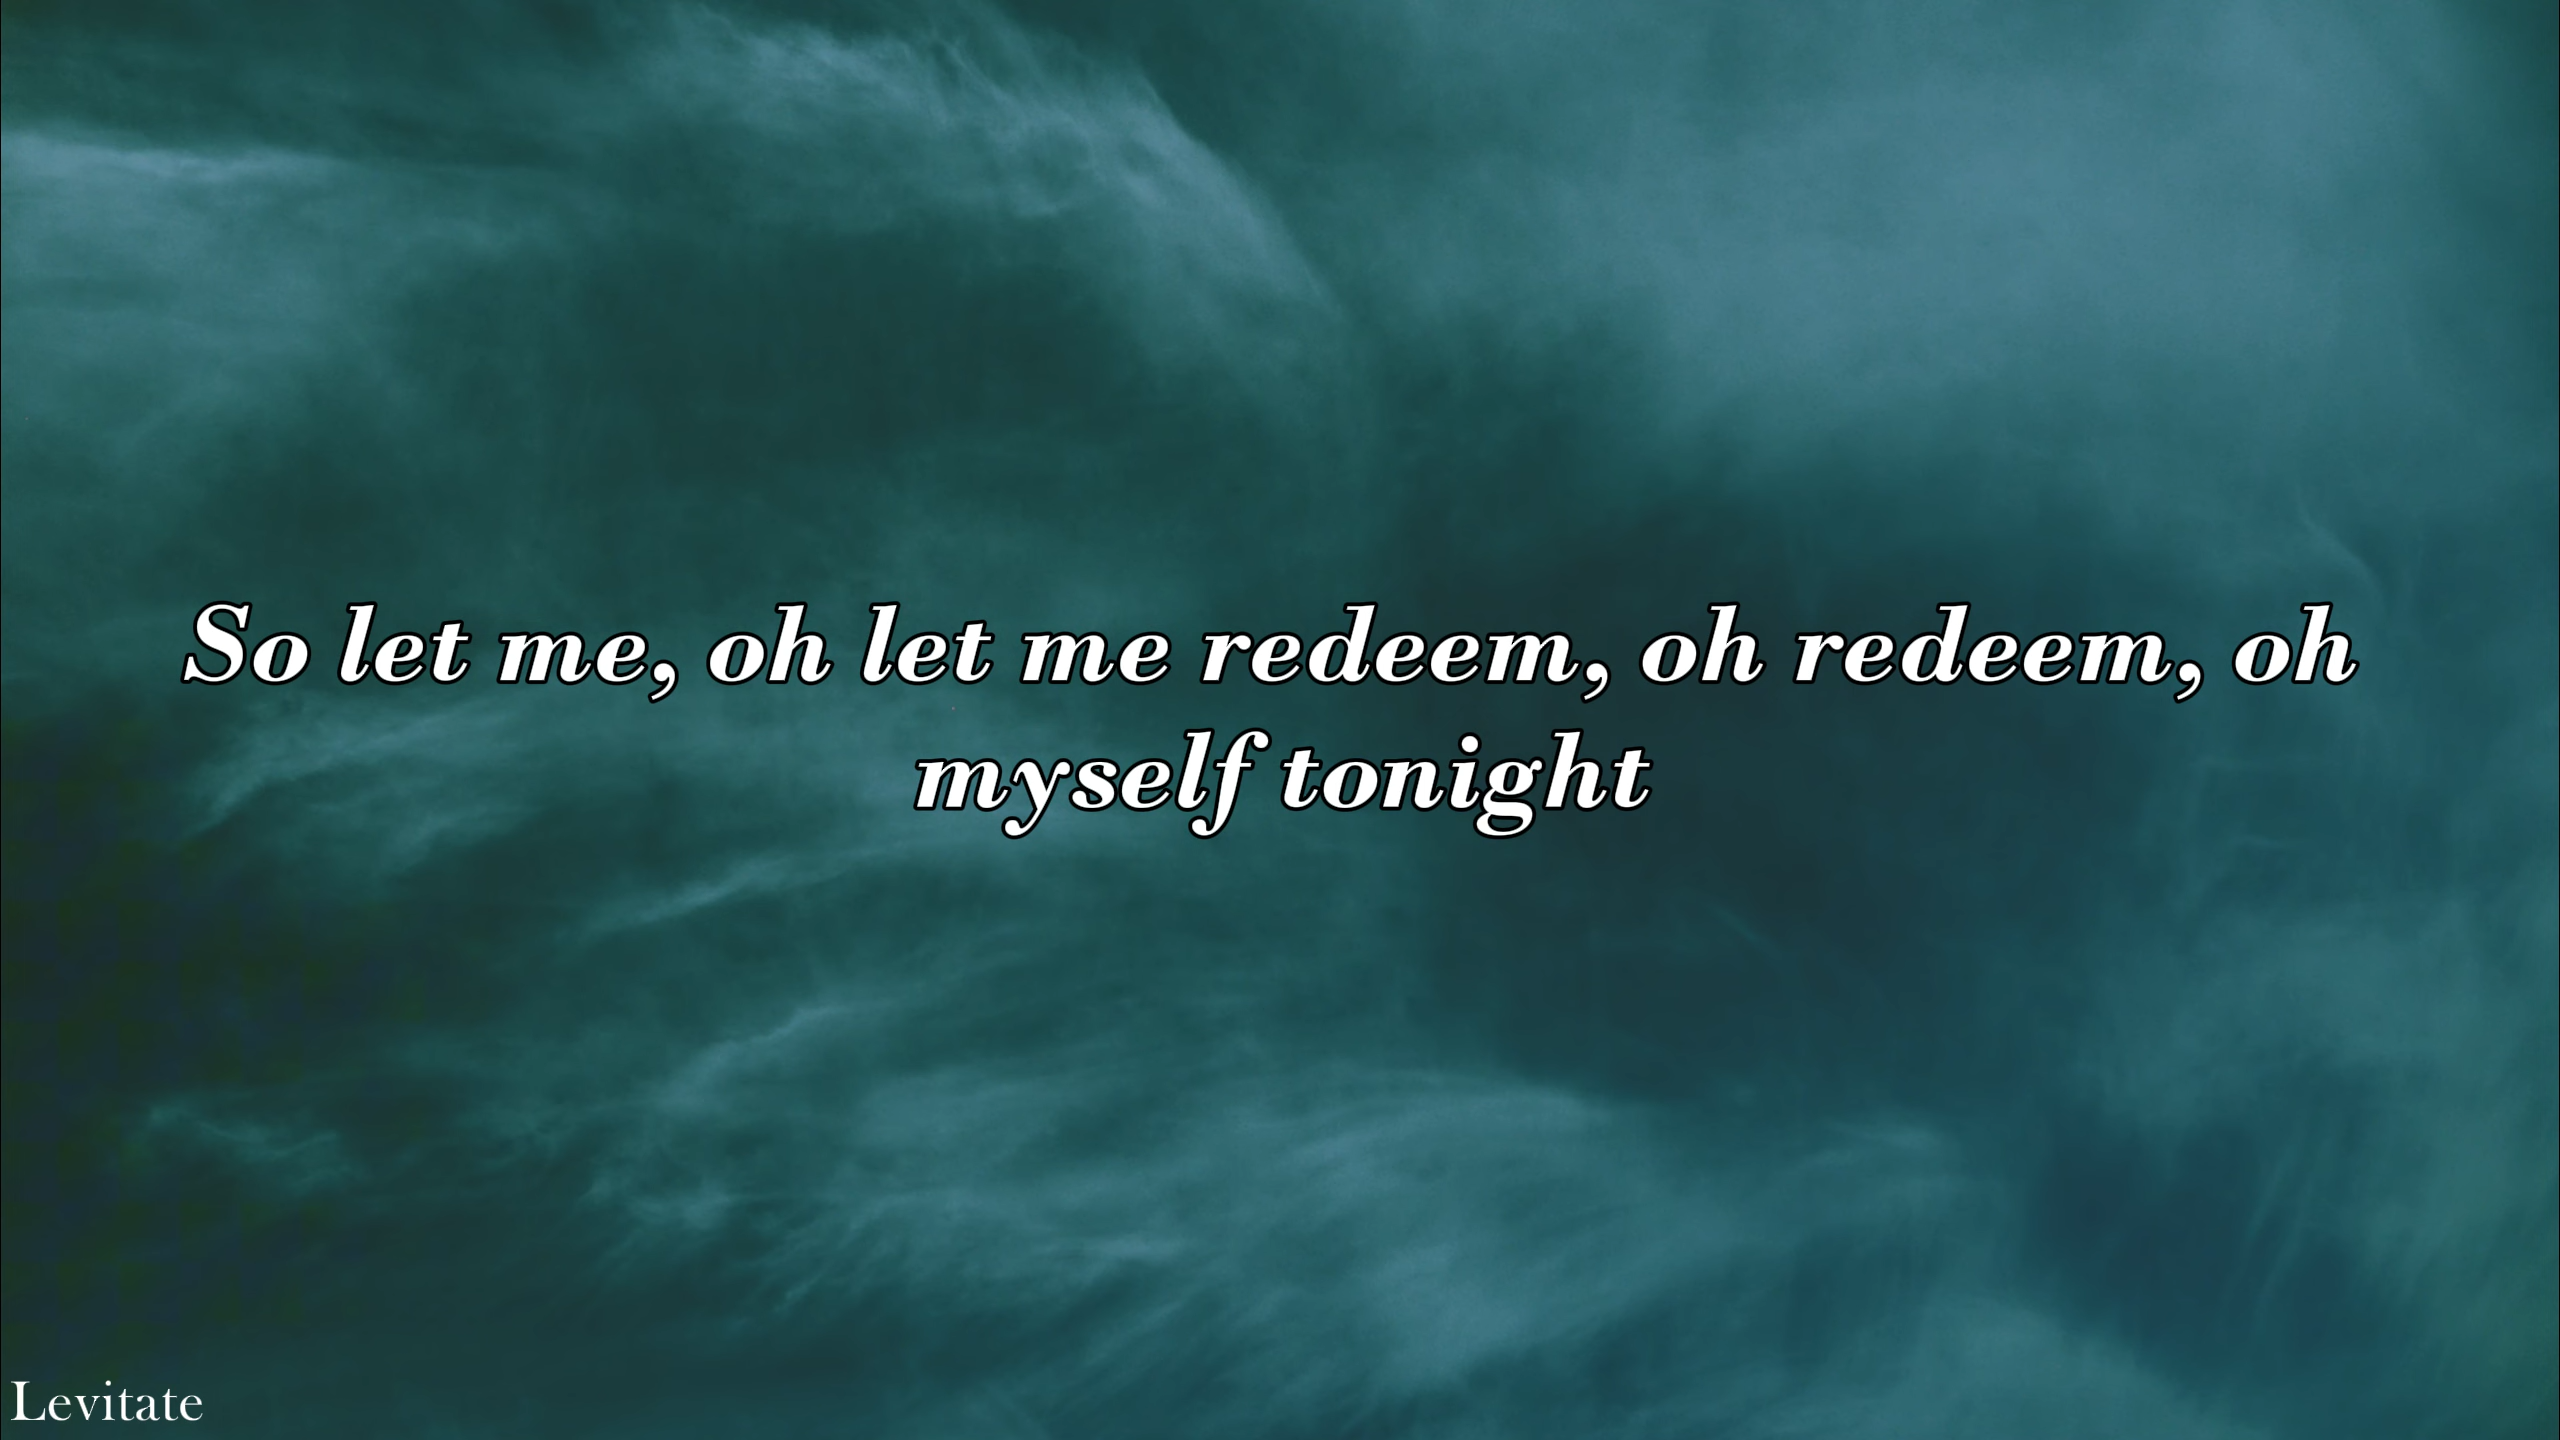 So let me, oh let me redeem, oh redeem, oh
myself tonight
Levitate